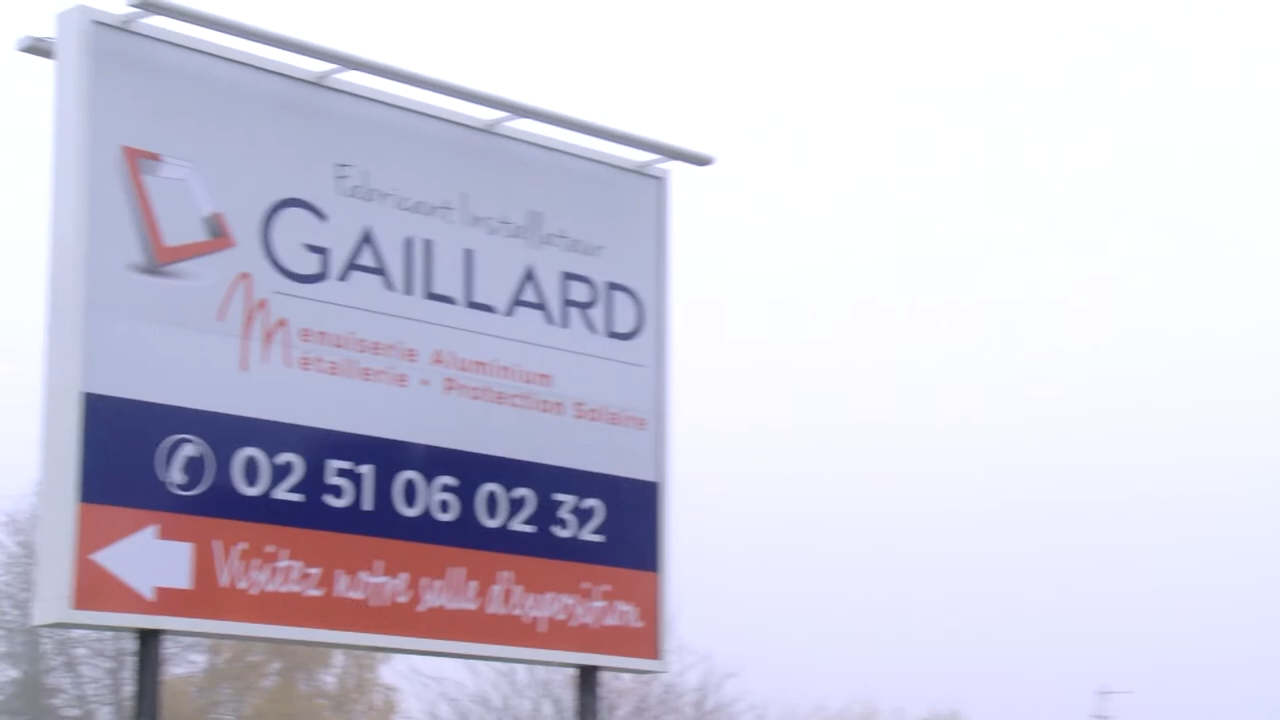 Fabricant Installateur
GAILLARD
Menuiserie Aluminium
Métallerie - Protection Solaire
02 51 06 02 32
Visitez notre salle d'exposition